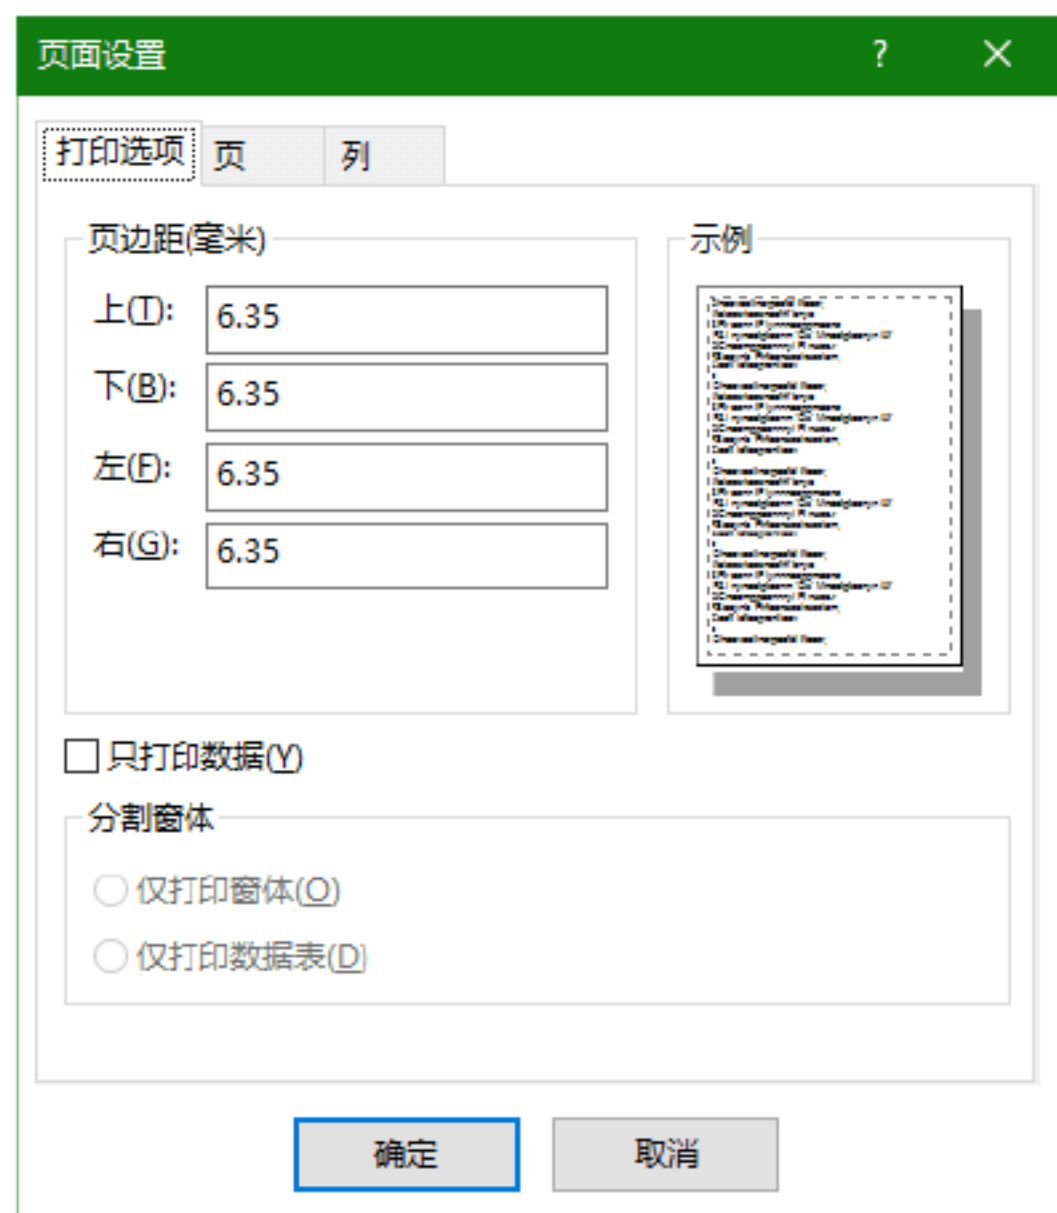 页面设置 ? ×
打印选项 页 列
页边距(毫米)
上(T): 6.35
下(B): 6.35
左(F): 6.35
右(G): 6.35
示例
只打印数据(Y)
分割窗体
仅打印窗体(O)
仅打印数据表(D)
确定 取消